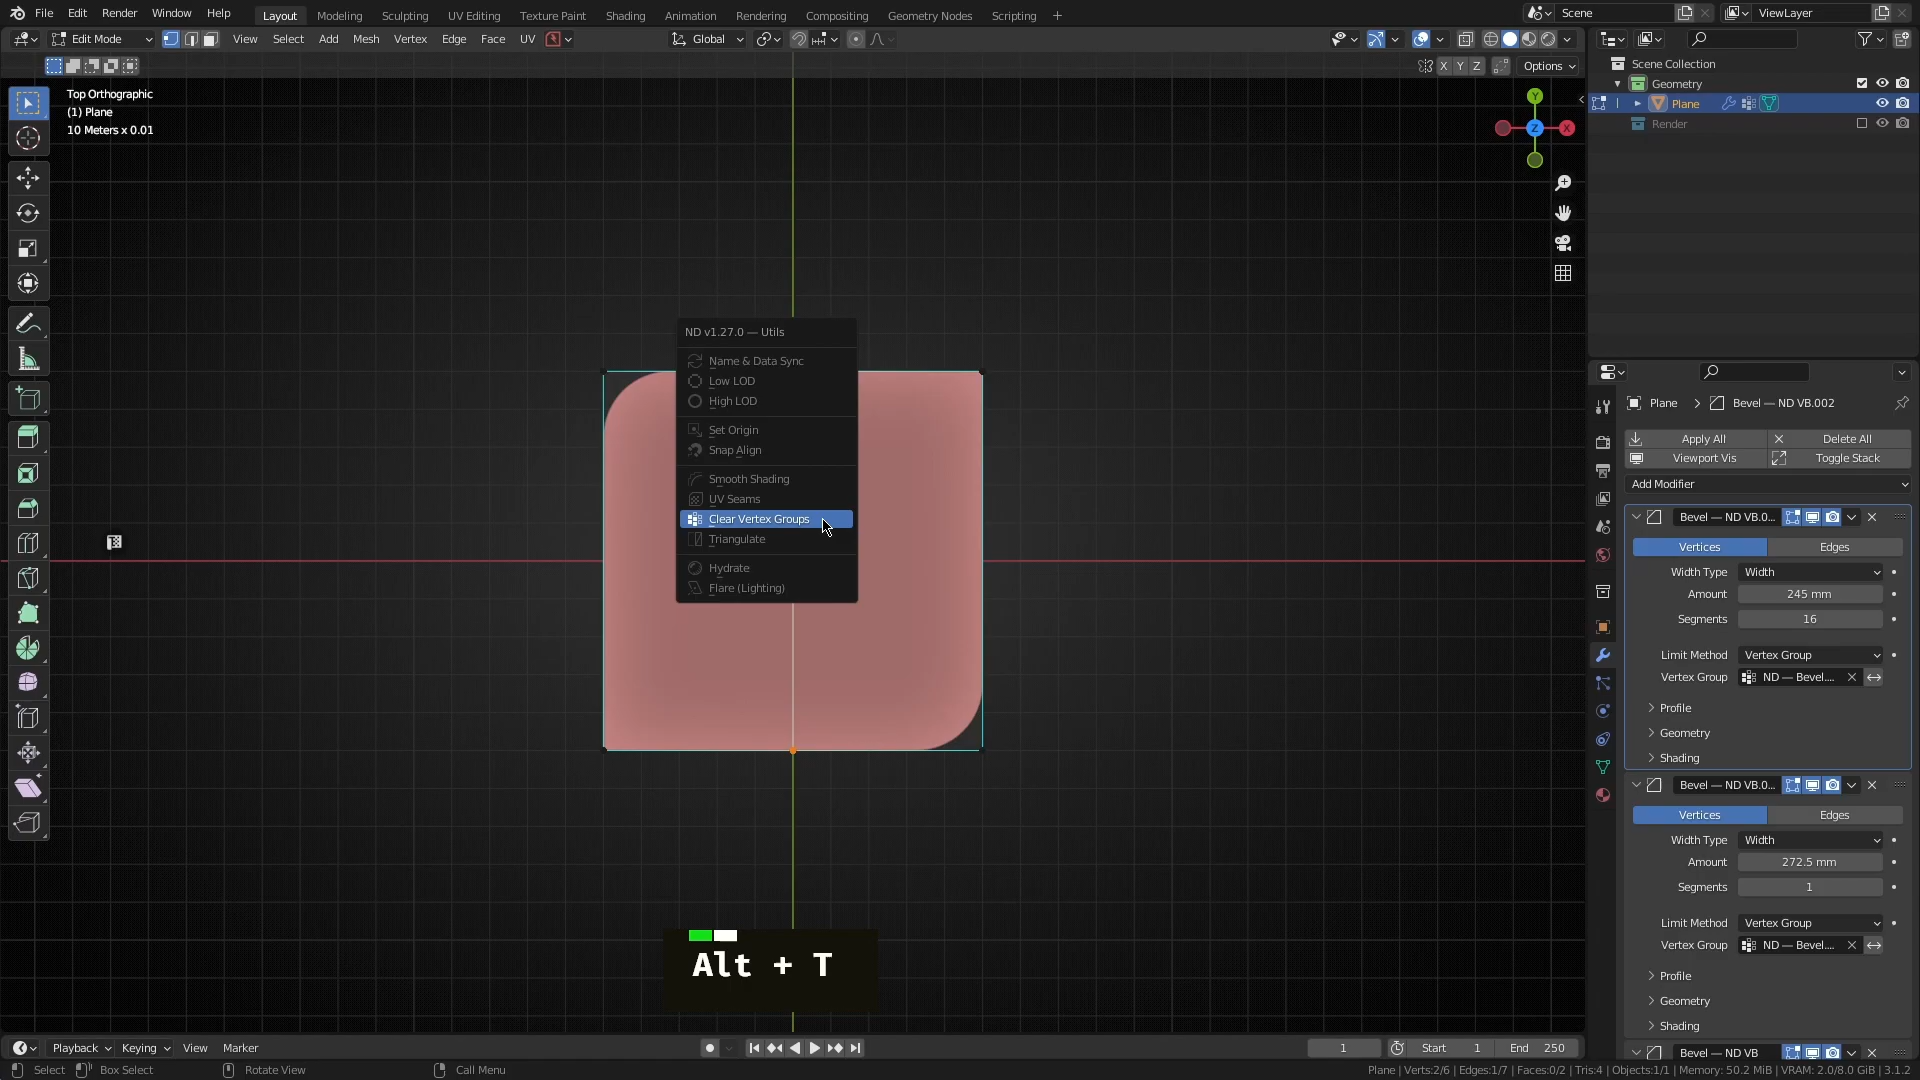 File Edit Render Window Help Layout Modeling Sculpting UV Editing Texture Paint Shading Animation Rendering Compositing Geometry Nodes Scripting + Scene ViewLayer
Edit Mode View Select Add Mesh Vertex Edge Face UV Global
X Y Z Options
Top Orthographic
(1) Plane
10 Meters x 0.01
Y
Z
X
Scene Collection
Geometry
Plane
Render
ND v1.27.0 — Utils
Name & Data Sync
Low LOD
High LOD
Set Origin
Snap Align
Smooth Shading
UV Seams
Clear Vertex Groups
Triangulate
Hydrate
Flare (Lighting)
Alt + T
Plane > Bevel — ND VB.002
Apply All Delete All
Viewport Vis Toggle Stack
Add Modifier
Bevel — ND VB.0...
Vertices Edges
Width Type Width
Amount 245 mm
Segments 16
Limit Method Vertex Group
Vertex Group ND — Bevel....
Profile
Geometry
Shading
Bevel — ND VB.0...
Vertices Edges
Width Type Width
Amount 272.5 mm
Segments 1
Limit Method Vertex Group
Vertex Group ND — Bevel....
Profile
Geometry
Shading
Bevel — ND VB
Playback Keying View Marker 1 Start 1 End 250
Select Box Select Rotate View Call Menu Plane | Verts:2/6 | Edges:1/7 | Faces:0/2 | Tris:4 | Objects:1/1 | Memory: 50.2 MiB | VRAM: 2.0/8.0 GiB | 3.1.2